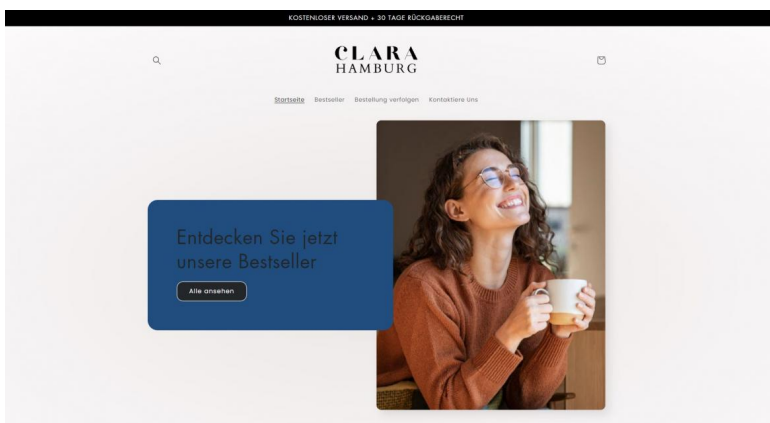 KOSTENLOSER VERSAND + 30 TAGE RÜCKGABERECHT
CLARA
HAMBURG
Startseite Bestseller Bestellung verfolgen Kontaktiere Uns
Entdecken Sie jetzt
unsere Bestseller
Alle ansehen